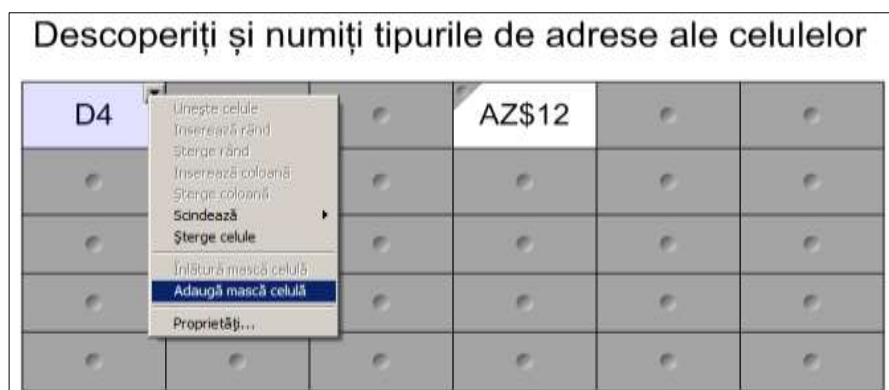 Descoperiți și numiți tipurile de adrese ale celulelor
D4
AZ$12
Unește celule
Inserează rând
Șterge rând
Inserează coloană
Șterge coloană
Scindează
Șterge celule
Înlătură mască celulă
Adaugă mască celulă
Proprietăți...